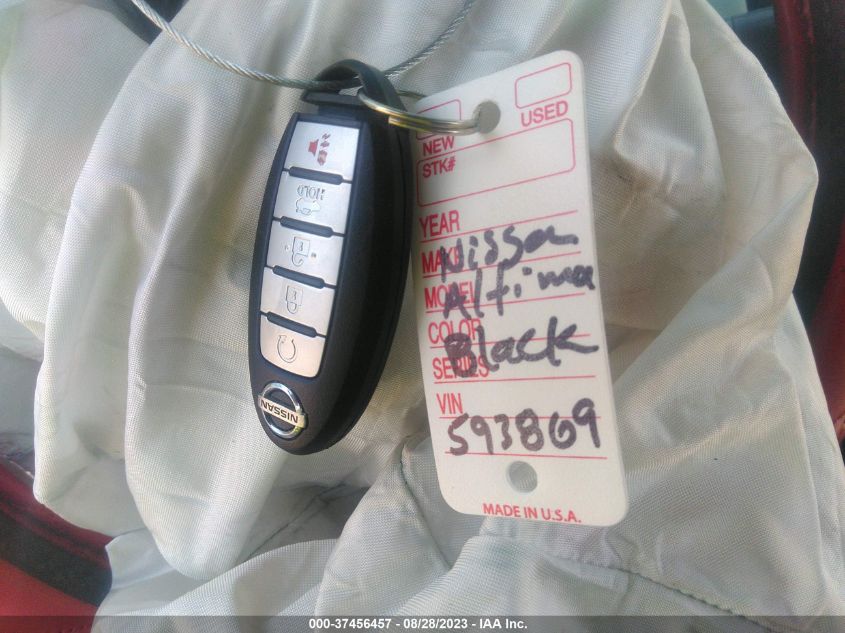 HOLD
NISSAN
NEW
USED
STK#
YEAR
MAKE Nissan
MODEL Altima
COLOR
Black
SERIES
VIN
593869
MADE IN U.S.A.
000-37456457 - 08/28/2023 - IAA Inc.